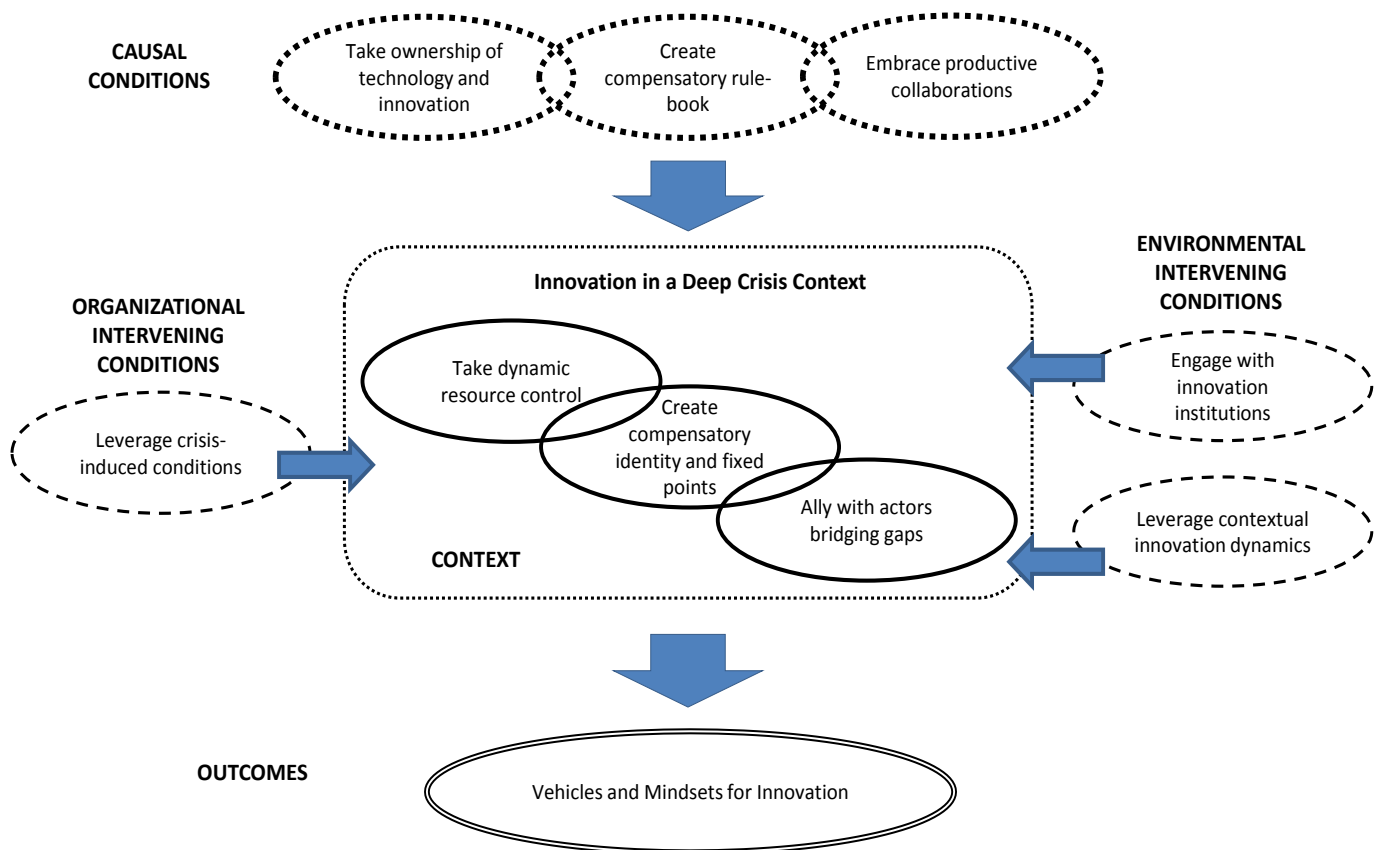 CAUSAL
CONDITIONS
Take ownership of
technology and
innovation
Create
compensatory rule-
book
Embrace productive
collaborations
ORGANIZATIONAL
INTERVENING
CONDITIONS
Leverage crisis-
induced conditions
Innovation in a Deep Crisis Context
Take dynamic
resource control
Create
compensatory
identity and fixed
points
Ally with actors
bridging gaps
CONTEXT
ENVIRONMENTAL
INTERVENING
CONDITIONS
Engage with
innovation
institutions
Leverage contextual
innovation dynamics
OUTCOMES
Vehicles and Mindsets for Innovation